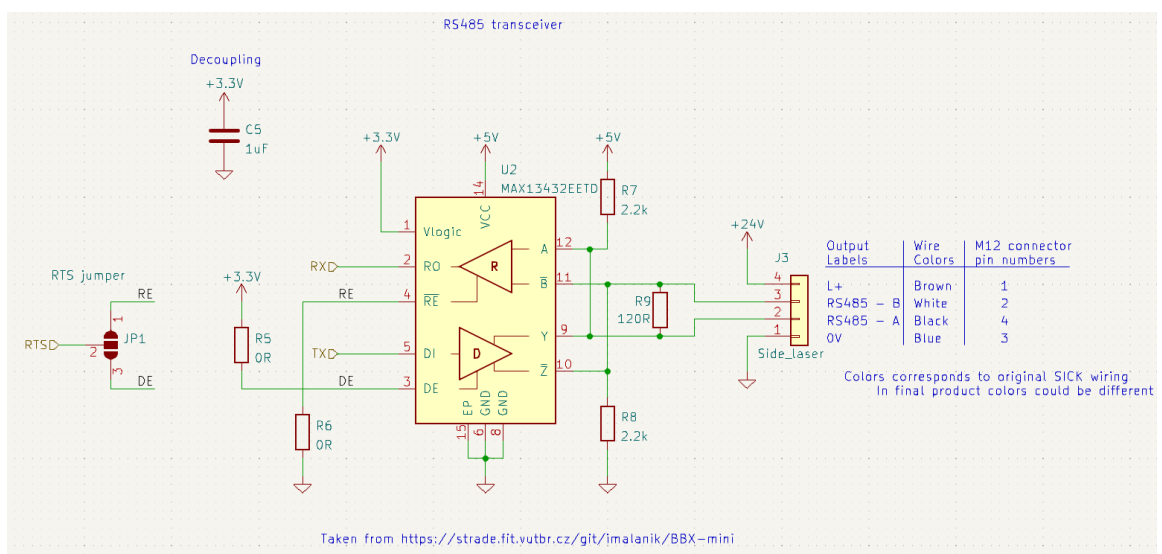 RS485 transceiver
Decoupling
+3.3V
C5
1uF
+3.3V
+5V
+5V
U2
MAX13432EETD
R7
2.2k
14
VCC
1
Vlogic
2
RO
RX
R
A
12
B
11
4
RE
RE
RTS jumper
RE
1
RTS
2
JP1
3
DE
+3.3V
R5
0R
TX
5
DI
D
Y
9
Z
10
DE
3
DE
R9
120R
R6
0R
EP
GND
GND
15
6
8
R8
2.2k
+24V
J3
4
3
2
1
Side_laser
Output Labels | Wire Colors | M12 connector pin numbers
L+ Brown 1
RS485 - B White 2
RS485 - A Black 4
0V Blue 3
Colors corresponds to original SICK wiring
In final product colors could be different
Taken from https://strade.fit.vutbr.cz/git/imalanik/BBX-mini